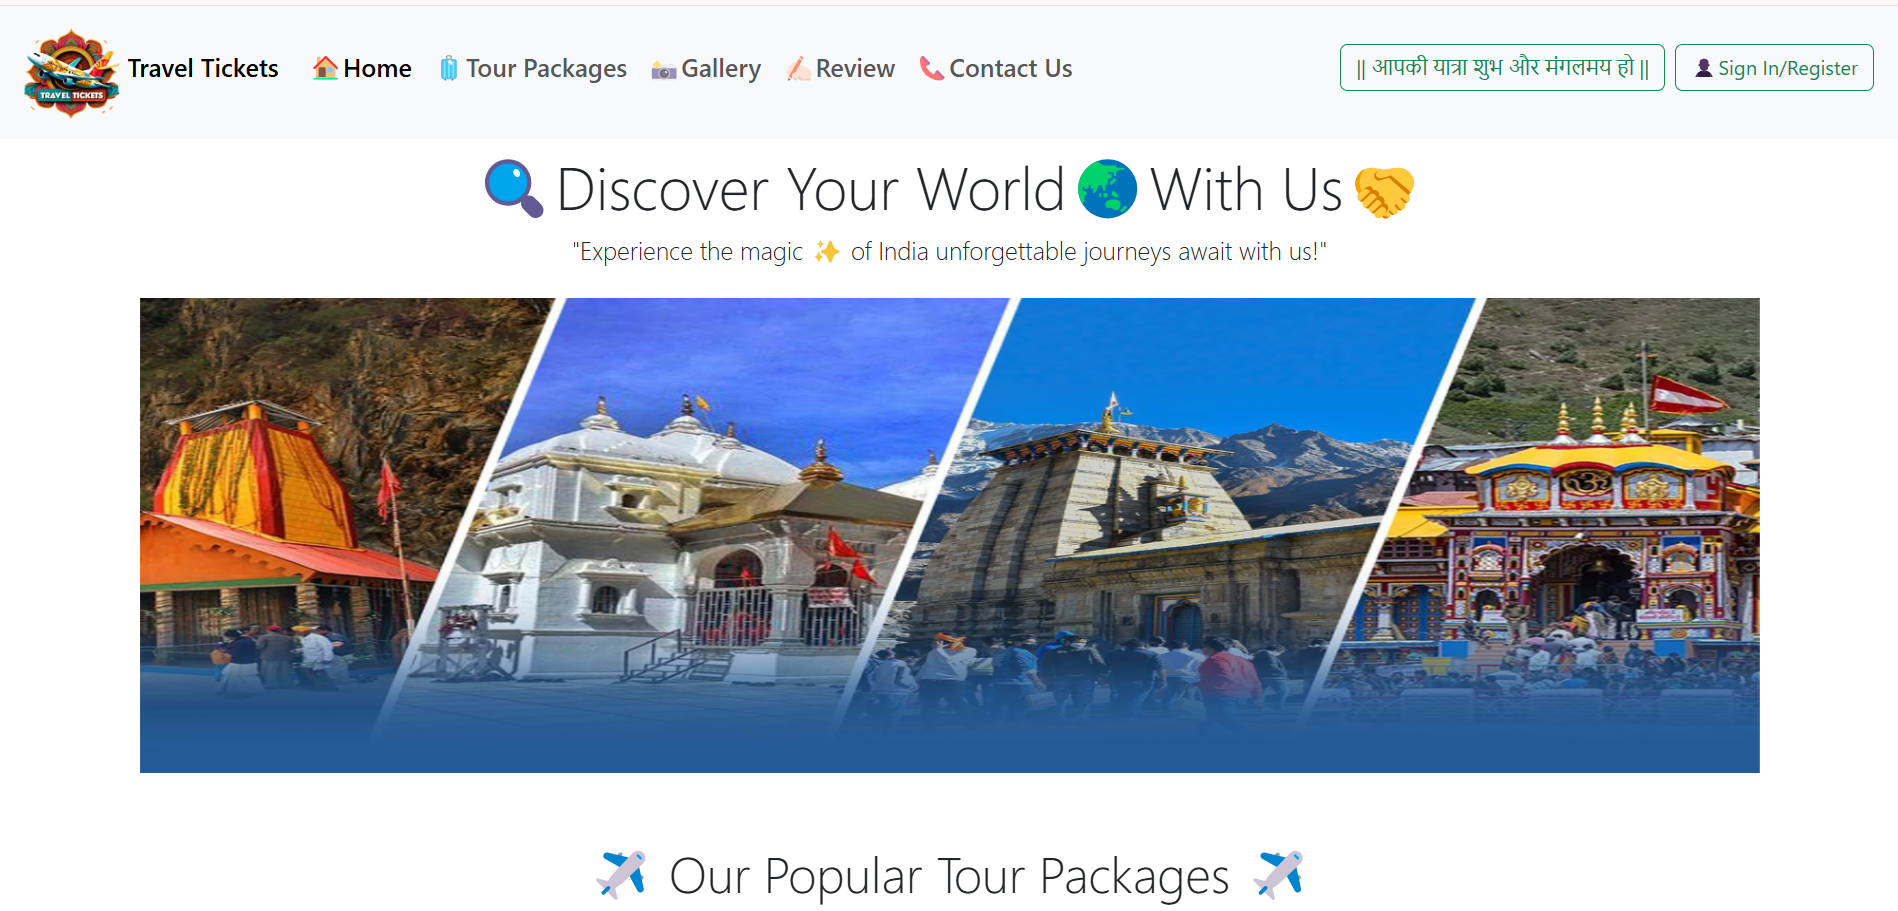 TRAVEL TICKETS
Travel Tickets
Home
Tour Packages
Gallery
Review
Contact Us
|| आपकी यात्रा शुभ और मंगलमय हो ||
Sign In/Register
Discover Your World With Us
"Experience the magic ✨ of India unforgettable journeys await with us!"
Our Popular Tour Packages